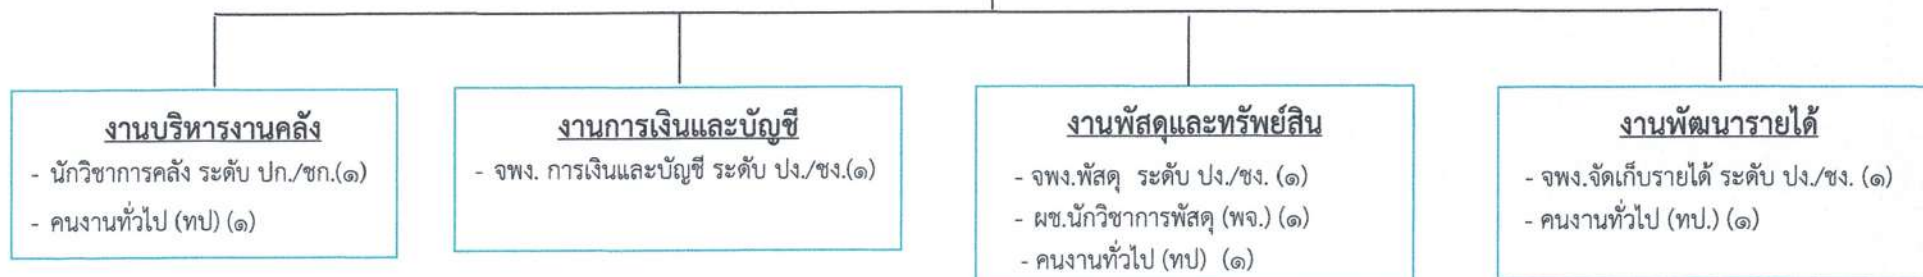 งานบริหารงานคลัง
- นักวิชาการคลัง ระดับ ปก./ชก.(๑)
- คนงานทั่วไป (ทป) (๑)
งานการเงินและบัญชี
- จพง. การเงินและบัญชี ระดับ ปง./ชง.(๑)
งานพัสดุและทรัพย์สิน
- จพง.พัสดุ ระดับ ปง./ชง. (๑)
- ผช.นักวิชาการพัสดุ (พจ.) (๑)
- คนงานทั่วไป (ทป) (๑)
งานพัฒนารายได้
- จพง.จัดเก็บรายได้ ระดับ ปง./ชง. (๑)
- คนงานทั่วไป (ทป.) (๑)